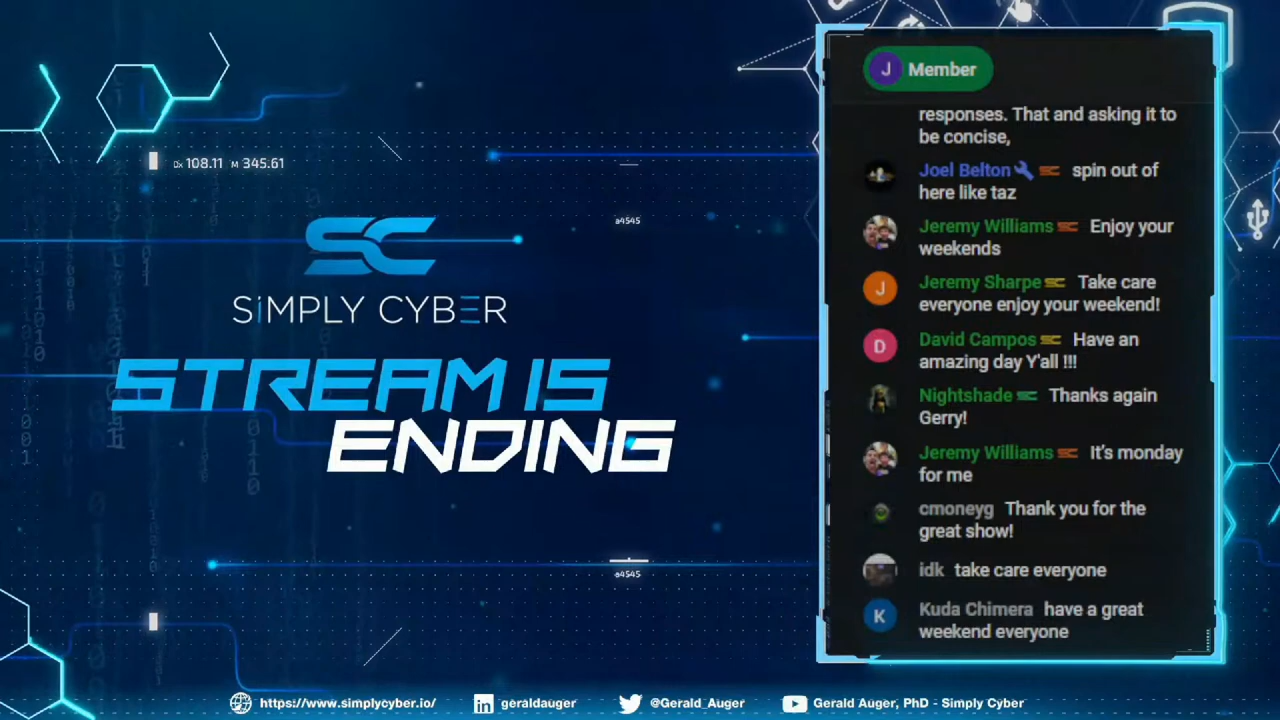 J Member
responses. That and asking it to
be concise,
Joel Belton spin out of
here like taz
Jeremy Williams Enjoy your
weekends
J Jeremy Sharpe Take care
everyone enjoy your weekend!
D David Campos Have an
amazing day Y'all !!!
Nightshade Thanks again
Gerry!
Jeremy Williams It's monday
for me
cmoneyg Thank you for the
great show!
idk take care everyone
K Kuda Chimera have a great
weekend everyone
108.11 M 345.61
a4545
SC
SiMPLY CYBER
STREAM IS
ENDING
a4545
https://www.simplycyber.io/
in geraldauger
@Gerald_Auger
Gerald Auger, PhD - Simply Cyber